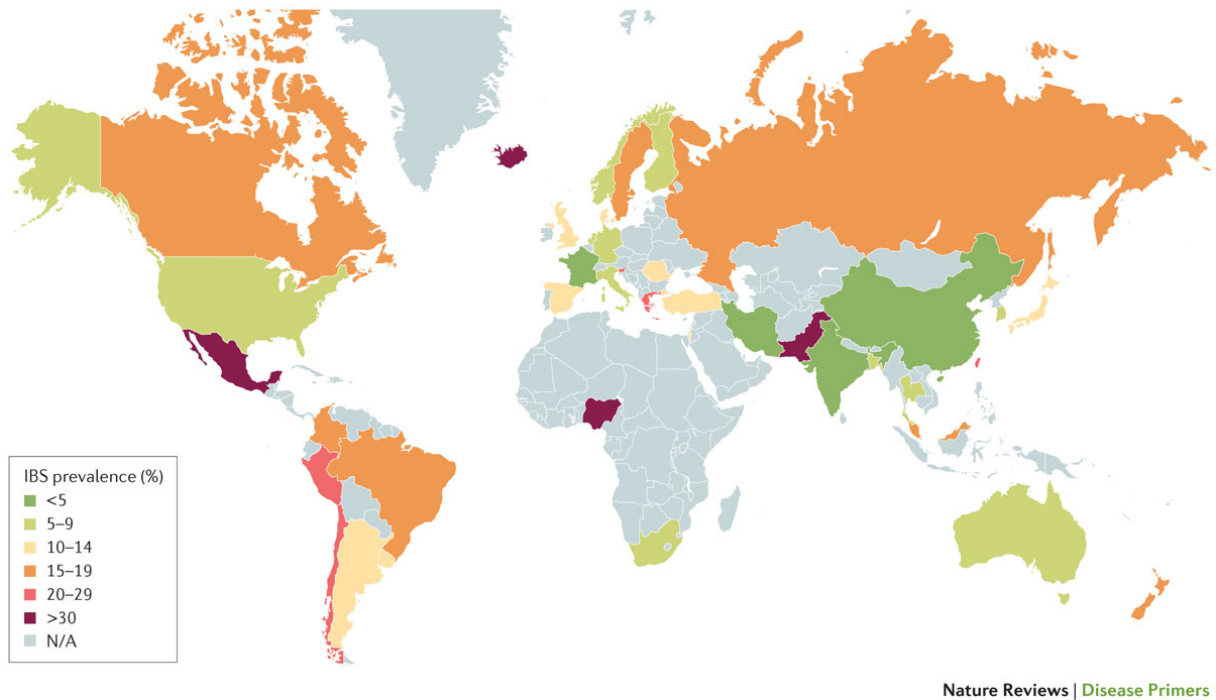 IBS prevalence (%)
<5
5–9
10–14
15–19
20–29
>30
N/A
Nature Reviews | Disease Primers